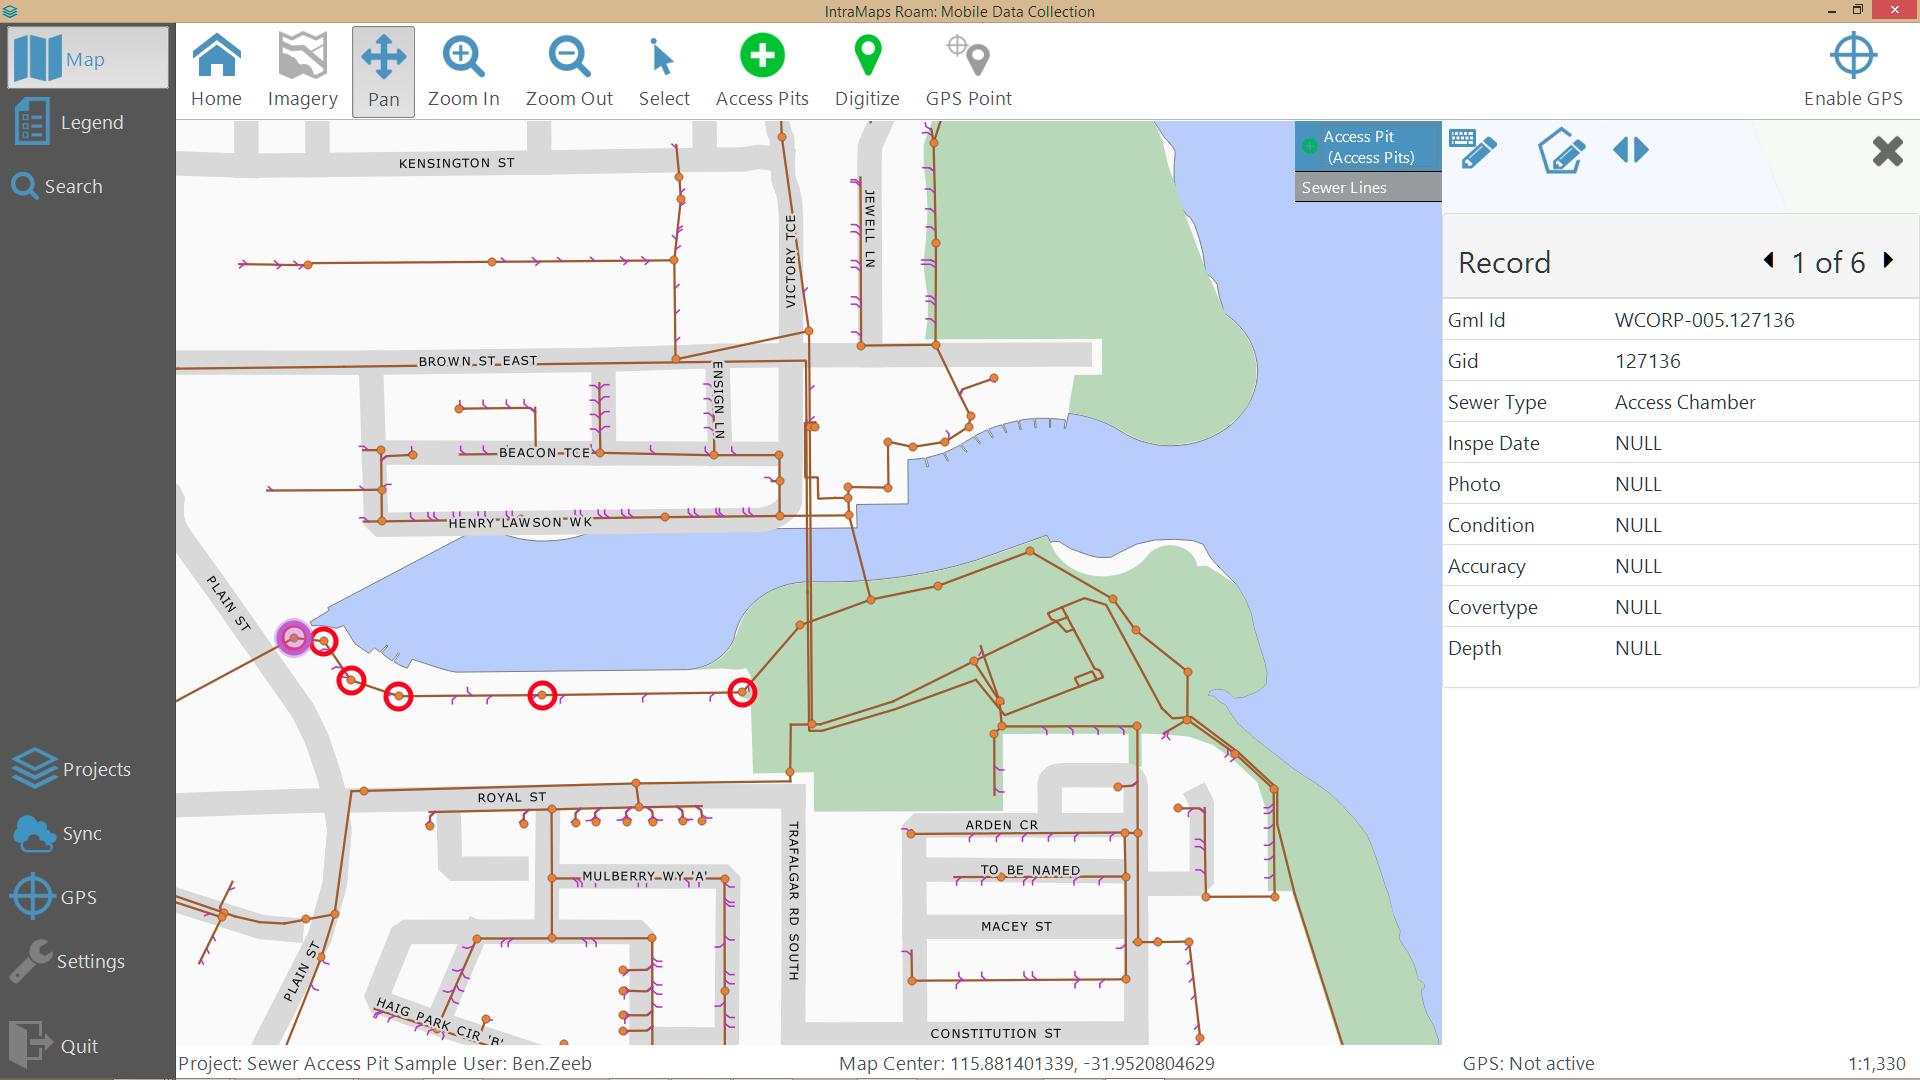 IntraMaps Roam: Mobile Data Collection
Map
Legend
Search
Projects
Sync
GPS
Settings
Quit
Home
Imagery
Pan
Zoom In
Zoom Out
Select
Access Pits
Digitize
GPS Point
Enable GPS
KENSINGTON ST
VICTORY TCE
JEWELL LN
BROWN ST EAST
ENSIGN LN
BEACON TCE
HENRY LAWSON WK
PLAIN ST
ROYAL ST
TRAFALGAR RD SOUTH
ARDEN CR
TO BE NAMED
MULBERRY WY 'A'
MACEY ST
PLAIN ST
HAIG PARK CIR 'B'
CONSTITUTION ST
Access Pit
(Access Pits)
Sewer Lines
Record
1 of 6
Gml Id WCORP-005.127136
Gid 127136
Sewer Type Access Chamber
Inspe Date NULL
Photo NULL
Condition NULL
Accuracy NULL
Covertype NULL
Depth NULL
Project: Sewer Access Pit Sample User: Ben.Zeeb
Map Center: 115.881401339, -31.9520804629
GPS: Not active
1:1,330